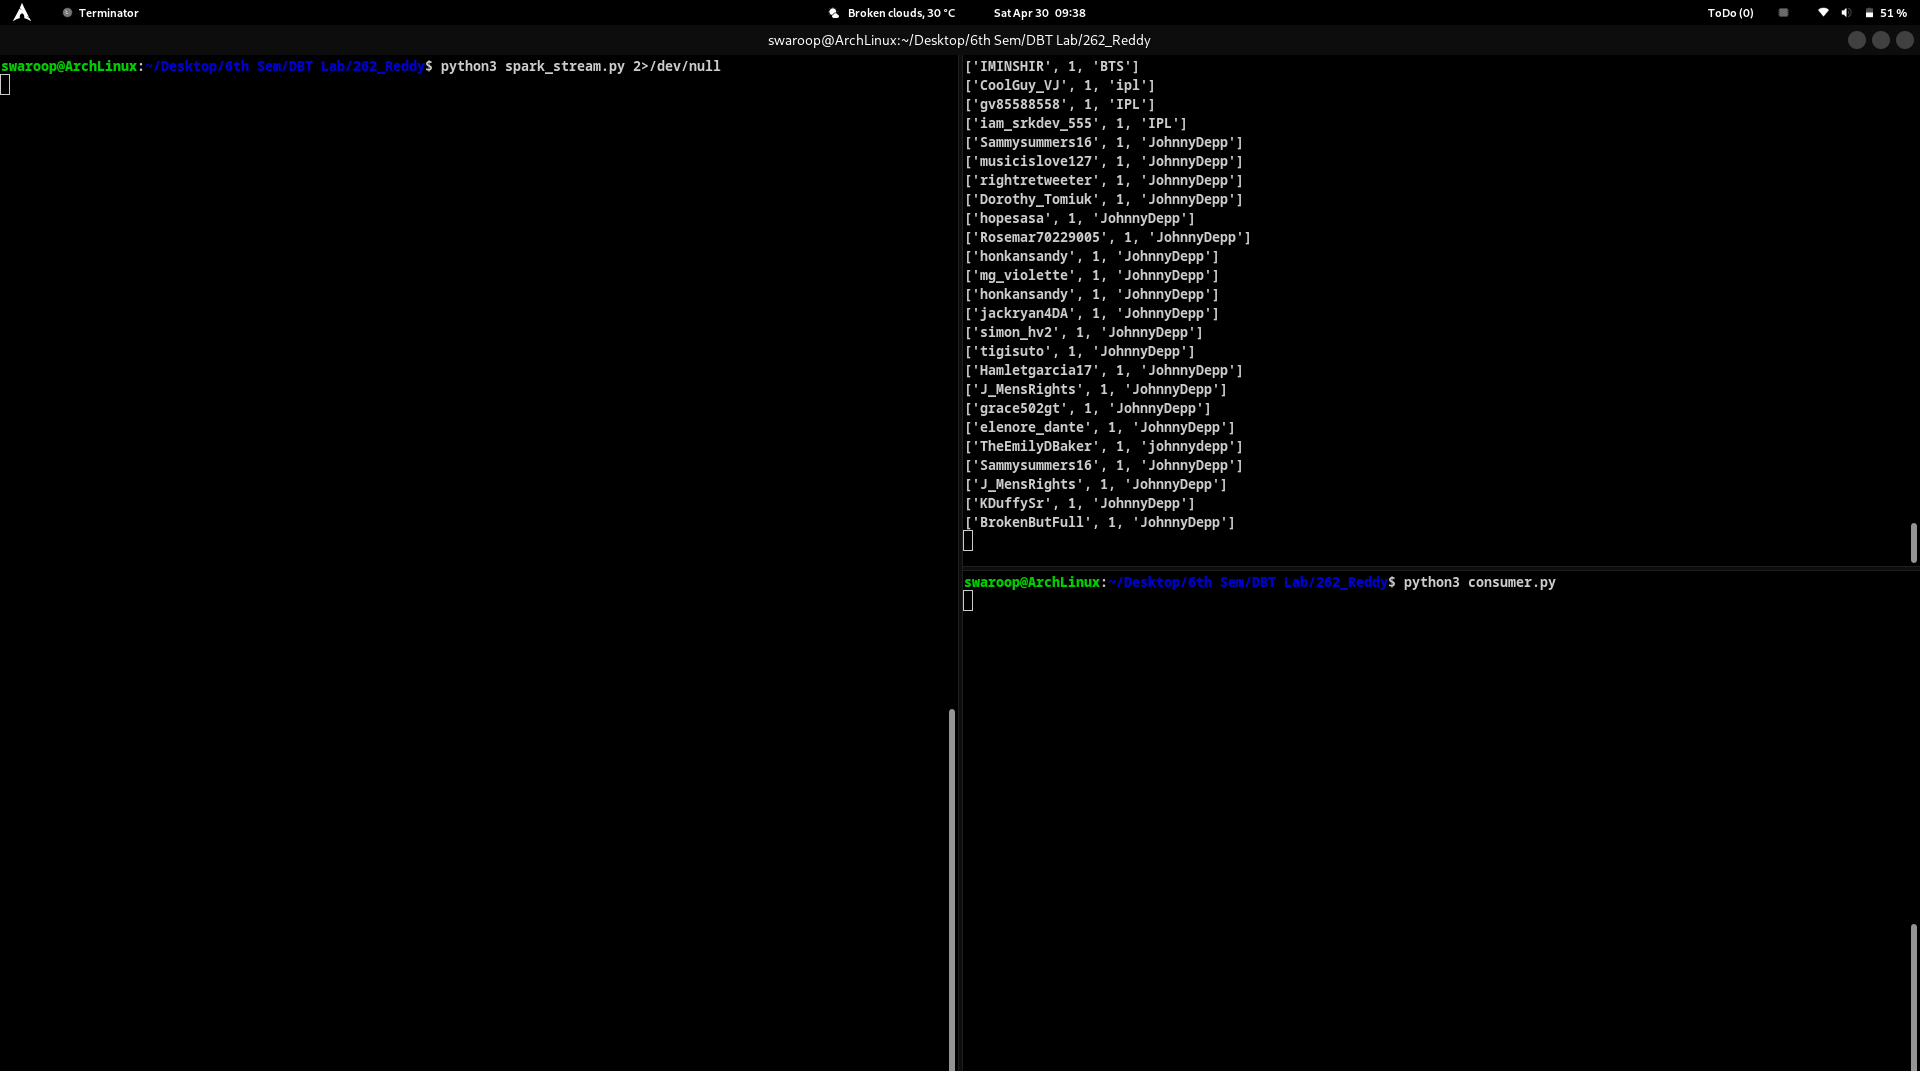 Terminator
Broken clouds, 30 °C
Sat Apr 30 09:38
ToDo (0)
51 %
swaroop@ArchLinux:~/Desktop/6th Sem/DBT Lab/262_Reddy
swaroop@ArchLinux:~/Desktop/6th Sem/DBT Lab/262_Reddy$ python3 spark_stream.py 2>/dev/null
['IMINSHIR', 1, 'BTS']
['CoolGuy_VJ', 1, 'ipl']
['gv85588558', 1, 'IPL']
['iam_srkdev_555', 1, 'IPL']
['Sammysummers16', 1, 'JohnnyDepp']
['musicislove127', 1, 'JohnnyDepp']
['rightretweeter', 1, 'JohnnyDepp']
['Dorothy_Tomiuk', 1, 'JohnnyDepp']
['hopesasa', 1, 'JohnnyDepp']
['Rosemar70229005', 1, 'JohnnyDepp']
['honkansandy', 1, 'JohnnyDepp']
['mg_violette', 1, 'JohnnyDepp']
['honkansandy', 1, 'JohnnyDepp']
['jackryan4DA', 1, 'JohnnyDepp']
['simon_hv2', 1, 'JohnnyDepp']
['tigisuto', 1, 'JohnnyDepp']
['Hamletgarcia17', 1, 'JohnnyDepp']
['J_MensRights', 1, 'JohnnyDepp']
['grace502gt', 1, 'JohnnyDepp']
['elenore_dante', 1, 'JohnnyDepp']
['TheEmilyDBaker', 1, 'johnnydepp']
['Sammysummers16', 1, 'JohnnyDepp']
['J_MensRights', 1, 'JohnnyDepp']
['KDuffySr', 1, 'JohnnyDepp']
['BrokenButFull', 1, 'JohnnyDepp']
swaroop@ArchLinux:~/Desktop/6th Sem/DBT Lab/262_Reddy$ python3 consumer.py